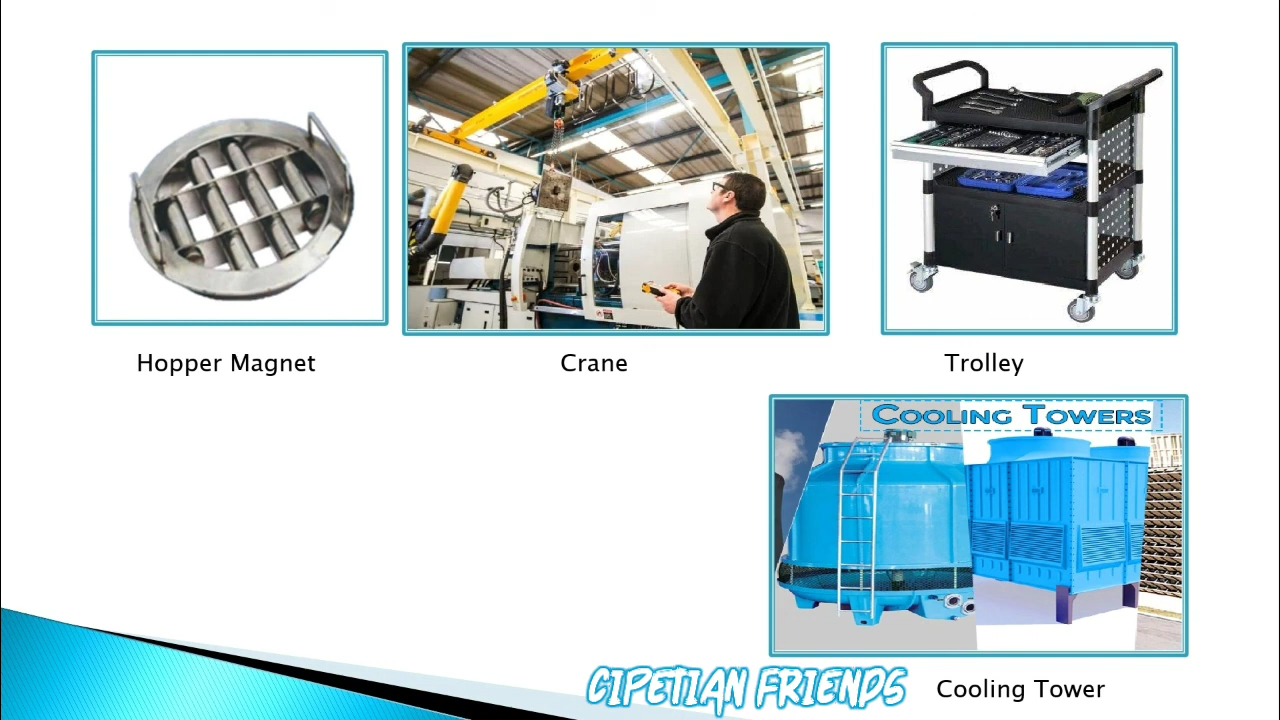 Hopper Magnet
Crane
Trolley
COOLING TOWERS
CIPETIAN FRIENDS
Cooling Tower